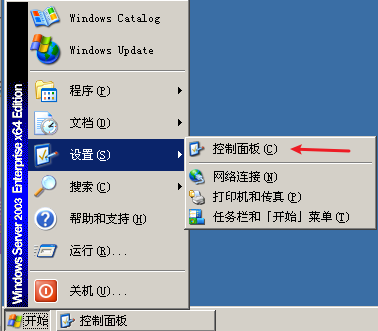 Windows Server 2003 Enterprise x64 Edition
Windows Catalog
Windows Update
程序(P)
文档(D)
设置(S)
搜索(C)
帮助和支持(H)
运行(R)...
关机(U)...
控制面板(C)
网络连接(N)
打印机和传真(P)
任务栏和「开始」菜单(T)
开始
控制面板